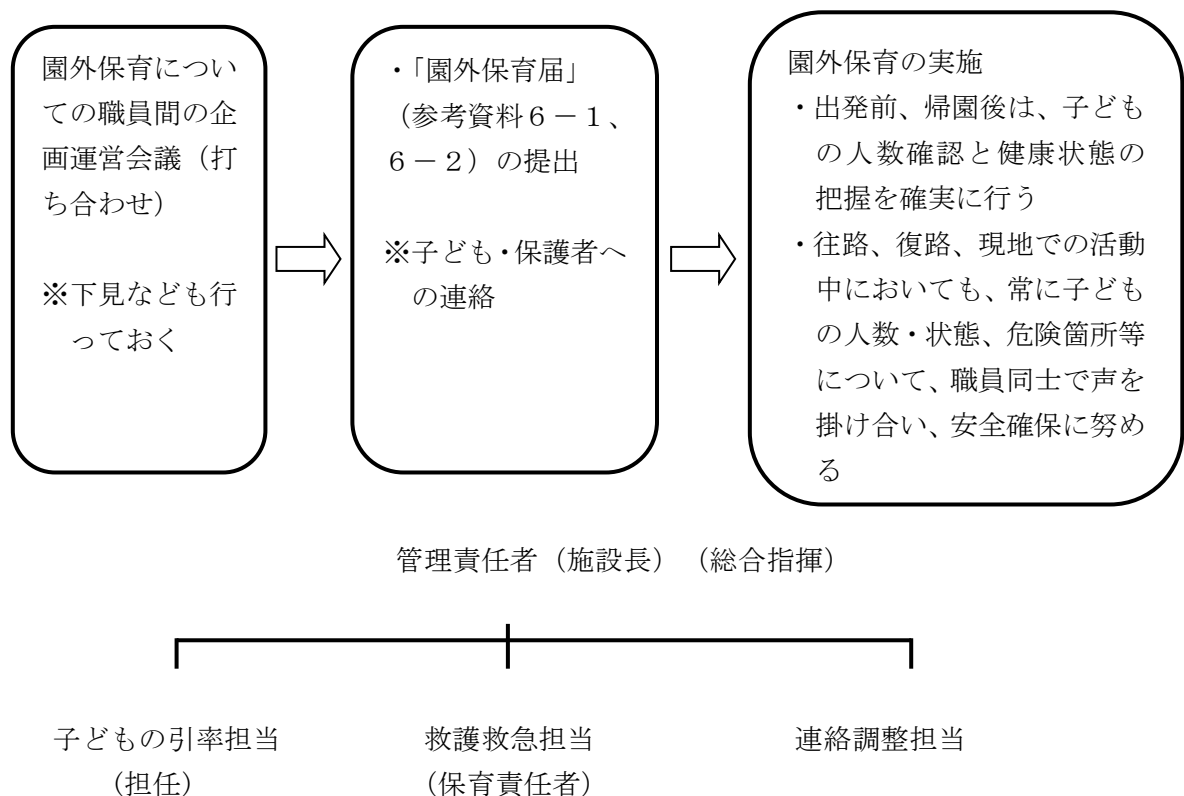 園外保育につい
ての職員間の企
画運営会議（打
ち合わせ）
※下見なども行
っておく
・「園外保育届」
（参考資料６－１、
６－２）の提出
※子ども・保護者へ
の連絡
園外保育の実施
・出発前、帰園後は、子ども
の人数確認と健康状態の
把握を確実に行う
・往路、復路、現地での活動
中においても、常に子ども
の人数・状態、危険箇所等
について、職員同士で声を
掛け合い、安全確保に努め
る
管理責任者（施設長）（総合指揮）
子どもの引率担当
（担任）
救護救急担当
（保育責任者）
連絡調整担当